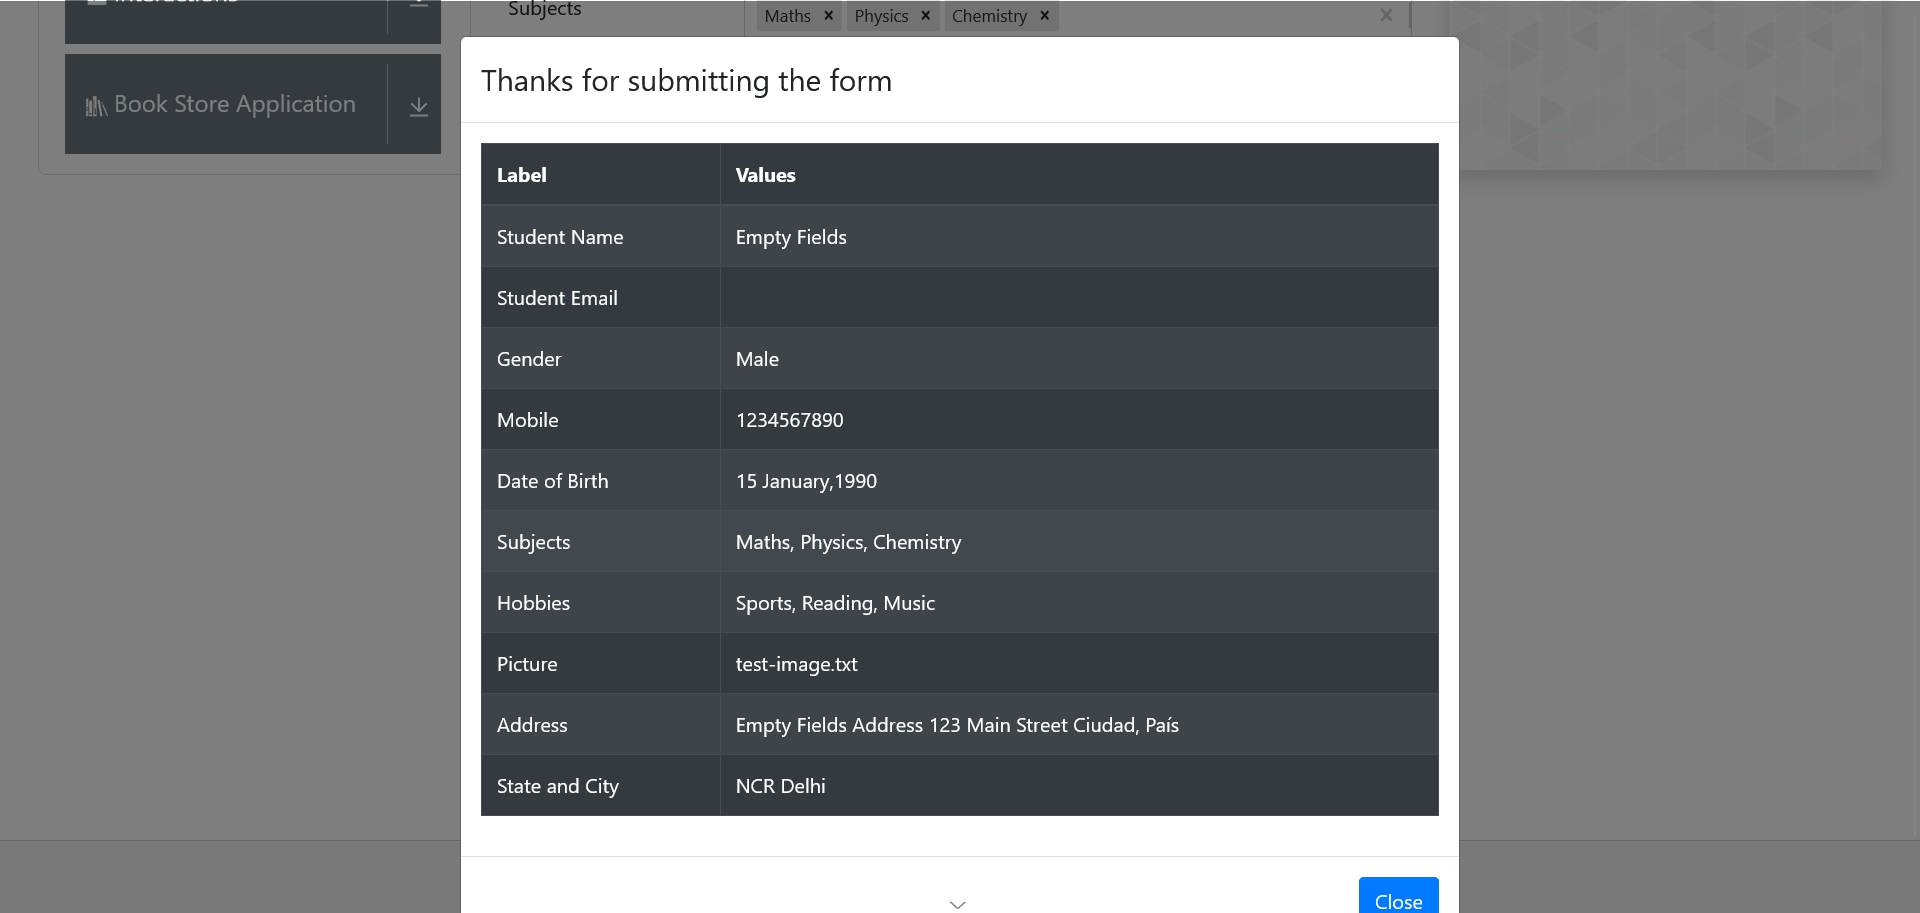 Interactions
Subjects
Maths × Physics × Chemistry × ×
Book Store Application
Thanks for submitting the form
Label Values
Student Name Empty Fields
Student Email
Gender Male
Mobile 1234567890
Date of Birth 15 January,1990
Subjects Maths, Physics, Chemistry
Hobbies Sports, Reading, Music
Picture test-image.txt
Address Empty Fields Address 123 Main Street Ciudad, País
State and City NCR Delhi
Close